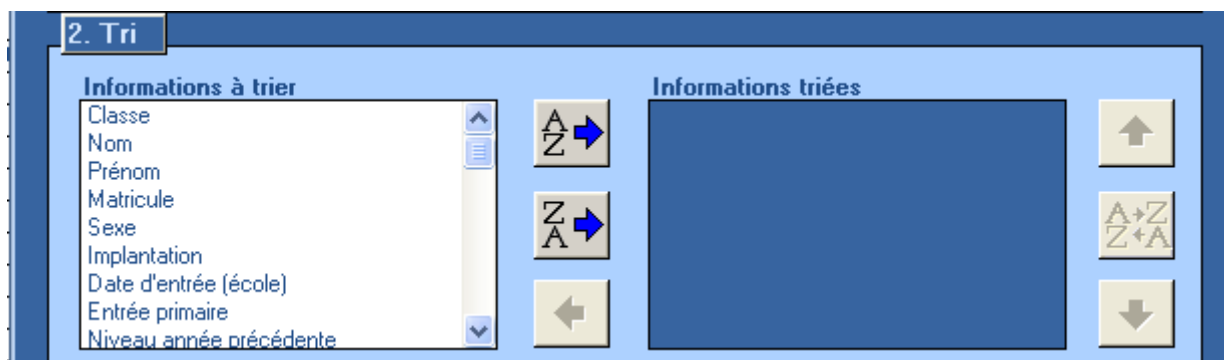 2. Tri
Informations à trier
Informations triées
Classe
Nom
Prénom
Matricule
Sexe
Implantation
Date d'entrée (école)
Entrée primaire
Niveau année précédente
A
Z
Z
A
A Z
Z A